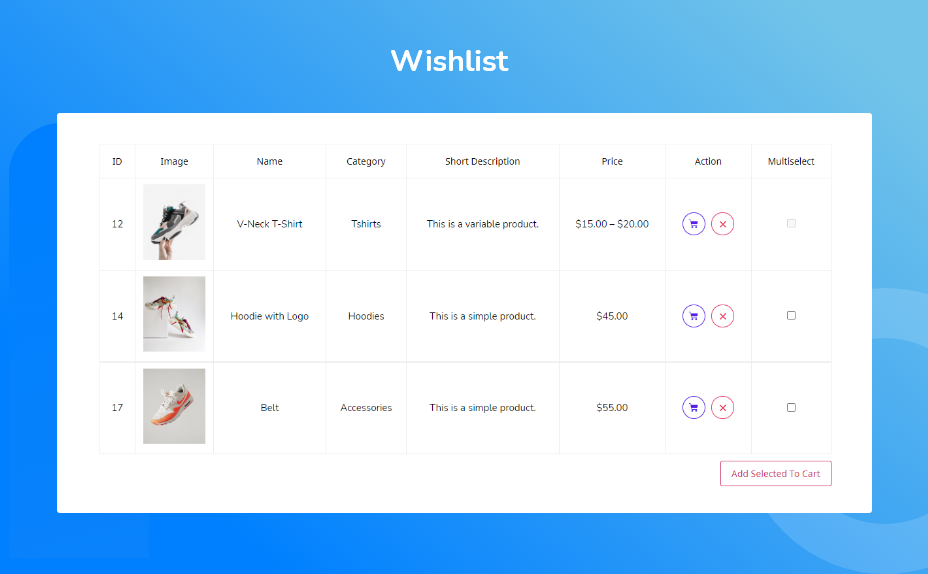 Wishlist
ID Image Name Category Short Description Price Action Multiselect
12 V-Neck T-Shirt Tshirts This is a variable product. $15.00 – $20.00
14 Hoodie with Logo Hoodies This is a simple product. $45.00
17 Belt Accessories This is a simple product. $55.00
Add Selected To Cart